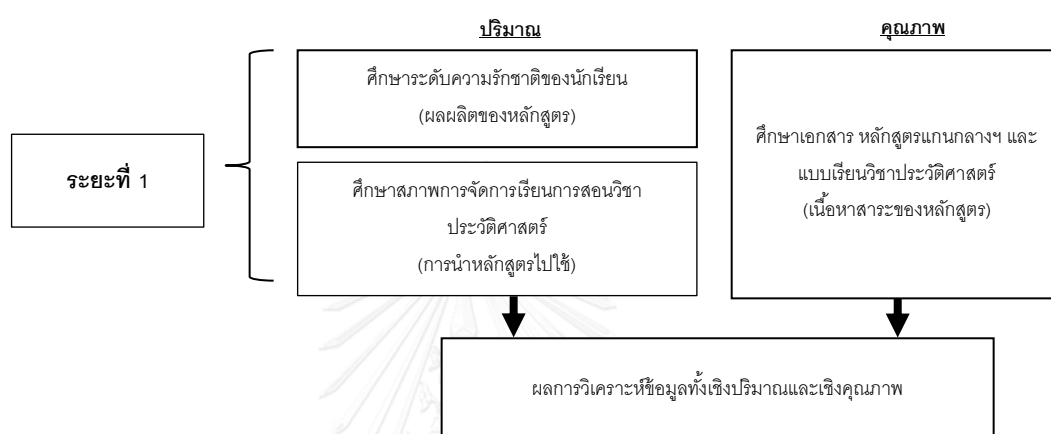 ปริมาณ
คุณภาพ
ระยะที่ 1
ศึกษาระดับความรักชาติของนักเรียน
(ผลผลิตของหลักสูตร)
ศึกษาสภาพการจัดการเรียนการสอนวิชา
ประวัติศาสตร์
(การนำหลักสูตรไปใช้)
ศึกษาเอกสาร หลักสูตรแกนกลางฯ และ
แบบเรียนวิชาประวัติศาสตร์
(เนื้อหาสาระของหลักสูตร)
ผลการวิเคราะห์ข้อมูลทั้งเชิงปริมาณและเชิงคุณภาพ